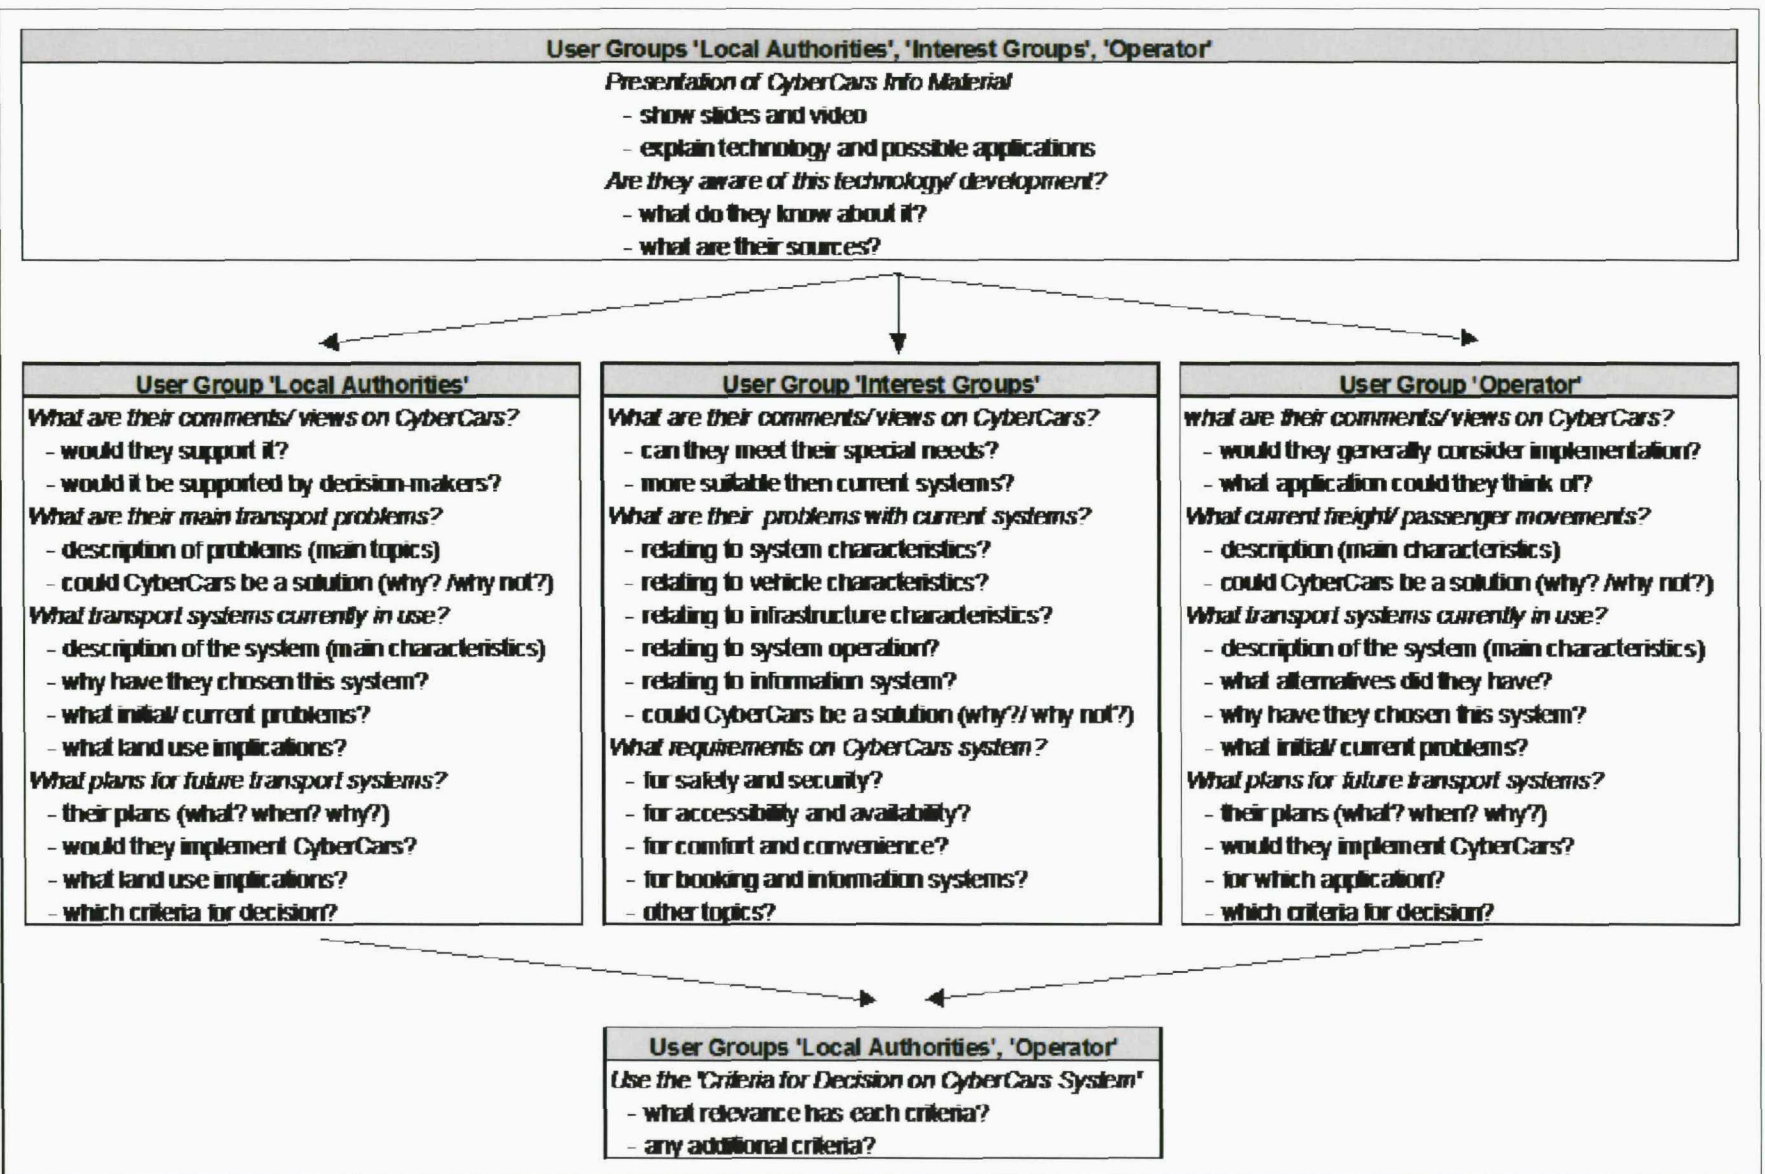 User Groups 'Local Authorities', 'Interest Groups', 'Operator'
Presentation of CyberCars Info Material
- show slides and video
- explain technology and possible applications
Are they aware of this technology/ development?
- what do they know about it?
- what are their sources?
User Group 'Local Authorities'
What are their comments/ views on CyberCars?
- would they support it?
- would it be supported by decision-makers?
What are their main transport problems?
- description of problems (main topics)
- could CyberCars be a solution (why? /why not?)
What transport systems currently in use?
- description of the system (main characteristics)
- why have they chosen this system?
- what initial/ current problems?
- what land use implications?
What plans for future transport systems?
- their plans (what? when? why?)
- would they implement CyberCars?
- what land use implications?
- which criteria for decision?
User Group 'Interest Groups'
What are their comments/ views on CyberCars?
- can they meet their special needs?
- more suitable then current systems?
What are their problems with current systems?
- relating to system characteristics?
- relating to vehicle characteristics?
- relating to infrastructure characteristics?
- relating to system operation?
- relating to information system?
- could CyberCars be a solution (why?/ why not?)
What requirements on CyberCars system?
- for safety and security?
- for accessibility and availability?
- for comfort and convenience?
- for booking and information systems?
- other topics?
User Group 'Operator'
what are their comments/ views on CyberCars?
- would they generally consider implementation?
- what application could they think of?
What current freight/ passenger movements?
- description (main characteristics)
- could CyberCars be a solution (why? /why not?)
What transport systems currently in use?
- description of the system (main characteristics)
- what alternatives did they have?
- why have they chosen this system?
- what initial/ current problems?
What plans for future transport systems?
- their plans (what? when? why?)
- would they implement CyberCars?
- for which application?
- which criteria for decision?
User Groups 'Local Authorities', 'Operator'
Use the 'Criteria for Decision on CyberCars System'
- what relevance has each criteria?
- any additional criteria?